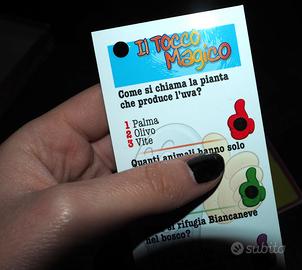 Il Tocco
Magico
Come si chiama la pianta
che produce l'uva?
1 Palma
2 Olivo
3 Vite
Quanti animali hanno solo
si rifugia Biancaneve
nel bosco?
subito